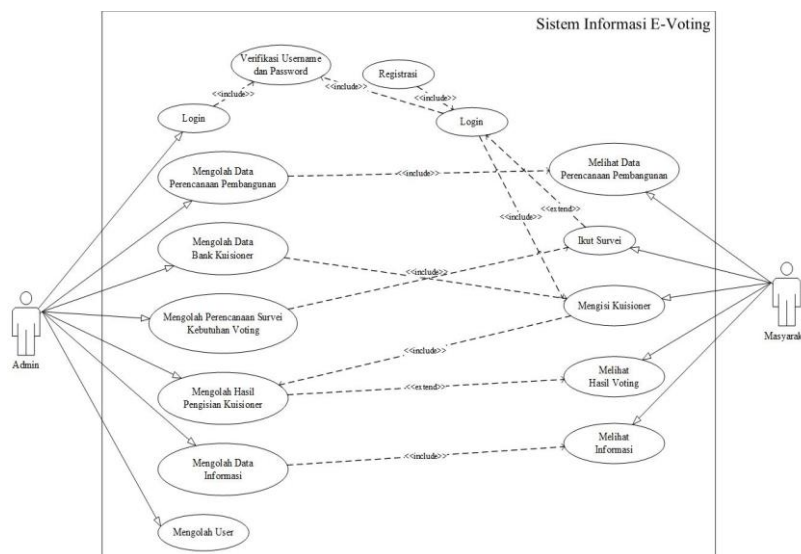 Sistem Informasi E-Voting
Verifikasi Username
dan Password
Registrasi
<<include>>
<<include>>
<<include>>
Login
Login
Mengolah Data
Perencanaan Pembangunan
<<include>>
Melihat Data
Perencanaan Pembangunan
<<include>>
<<extend>>
Mengolah Data
Bank Kuisioner
Ikut Survei
<<include>>
Mengolah Perencanaan Survei
Kebutuhan Voting
Mengisi Kuisioner
Admin
Masyarak
<<include>>
Mengolah Hasil
Pengisian Kuisioner
<<extend>>
Melihat
Hasil Voting
Mengolah Data
Informasi
<<include>>
Melihat
Informasi
Mengolah User